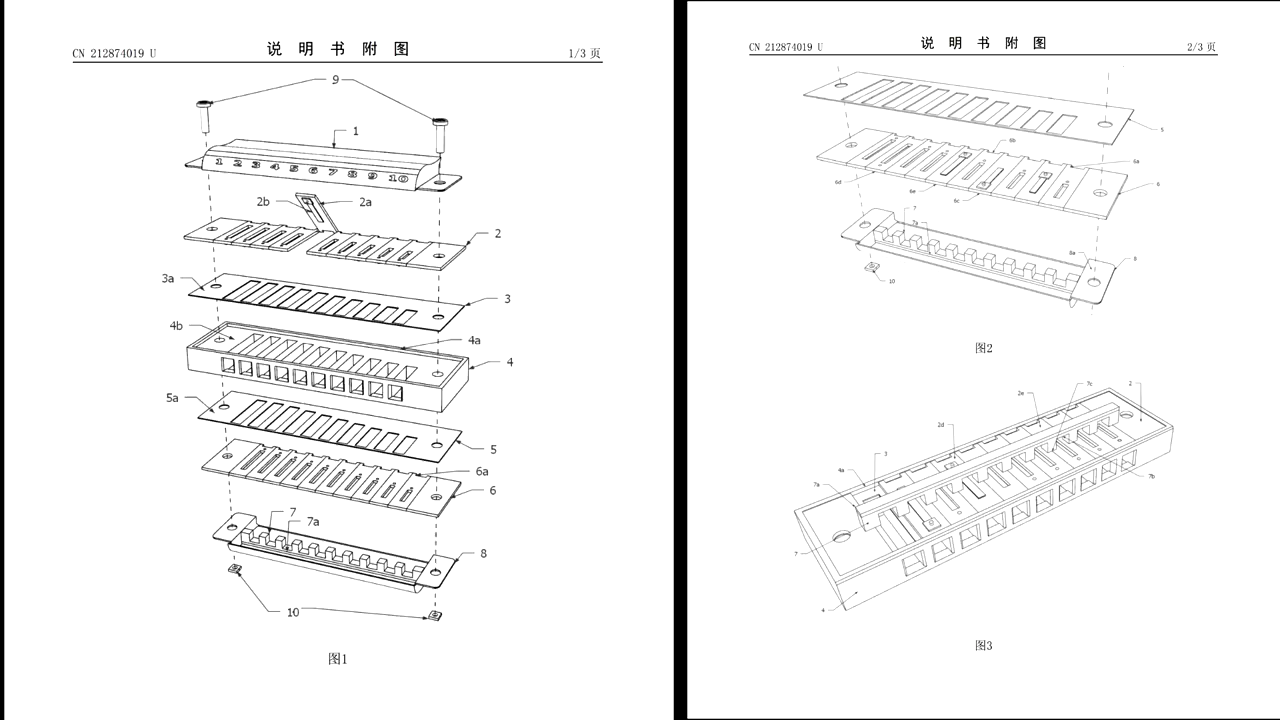 CN 212874019 U
说 明 书 附 图
1/3 页
9
1
1 2 3 4 5 6 7 8 9 10
2b
2a
2
3a
3
4b
4a
4
5a
5
6a
6
7
7a
8
10
图1
CN 212874019 U
说 明 书 附 图
2/3 页
5
6b
6a
6d
6e
6c
6
7
7a
8a
8
10
图2
7c
2
2e
2d
3
4a
7a
7b
7
4
图3